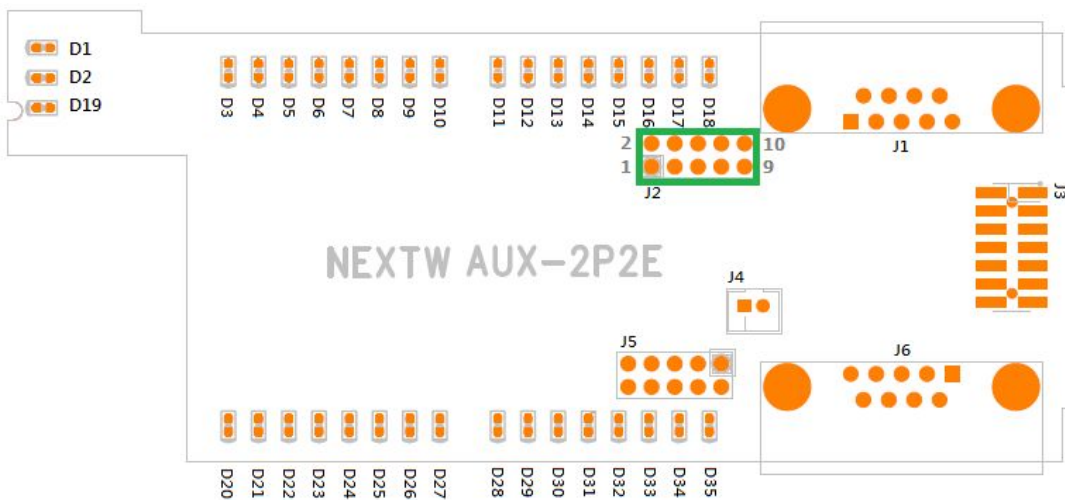 D1
D2
D19
D3 D4 D5 D6 D7 D8 D9 D10 D11 D12 D13 D14 D15 D16 D17 D18
2 10
1 9
J1
J2
J3
NEXTW AUX-2P2E
J4
J5
J6
D20 D21 D22 D23 D24 D25 D26 D27 D28 D29 D30 D31 D32 D33 D34 D35